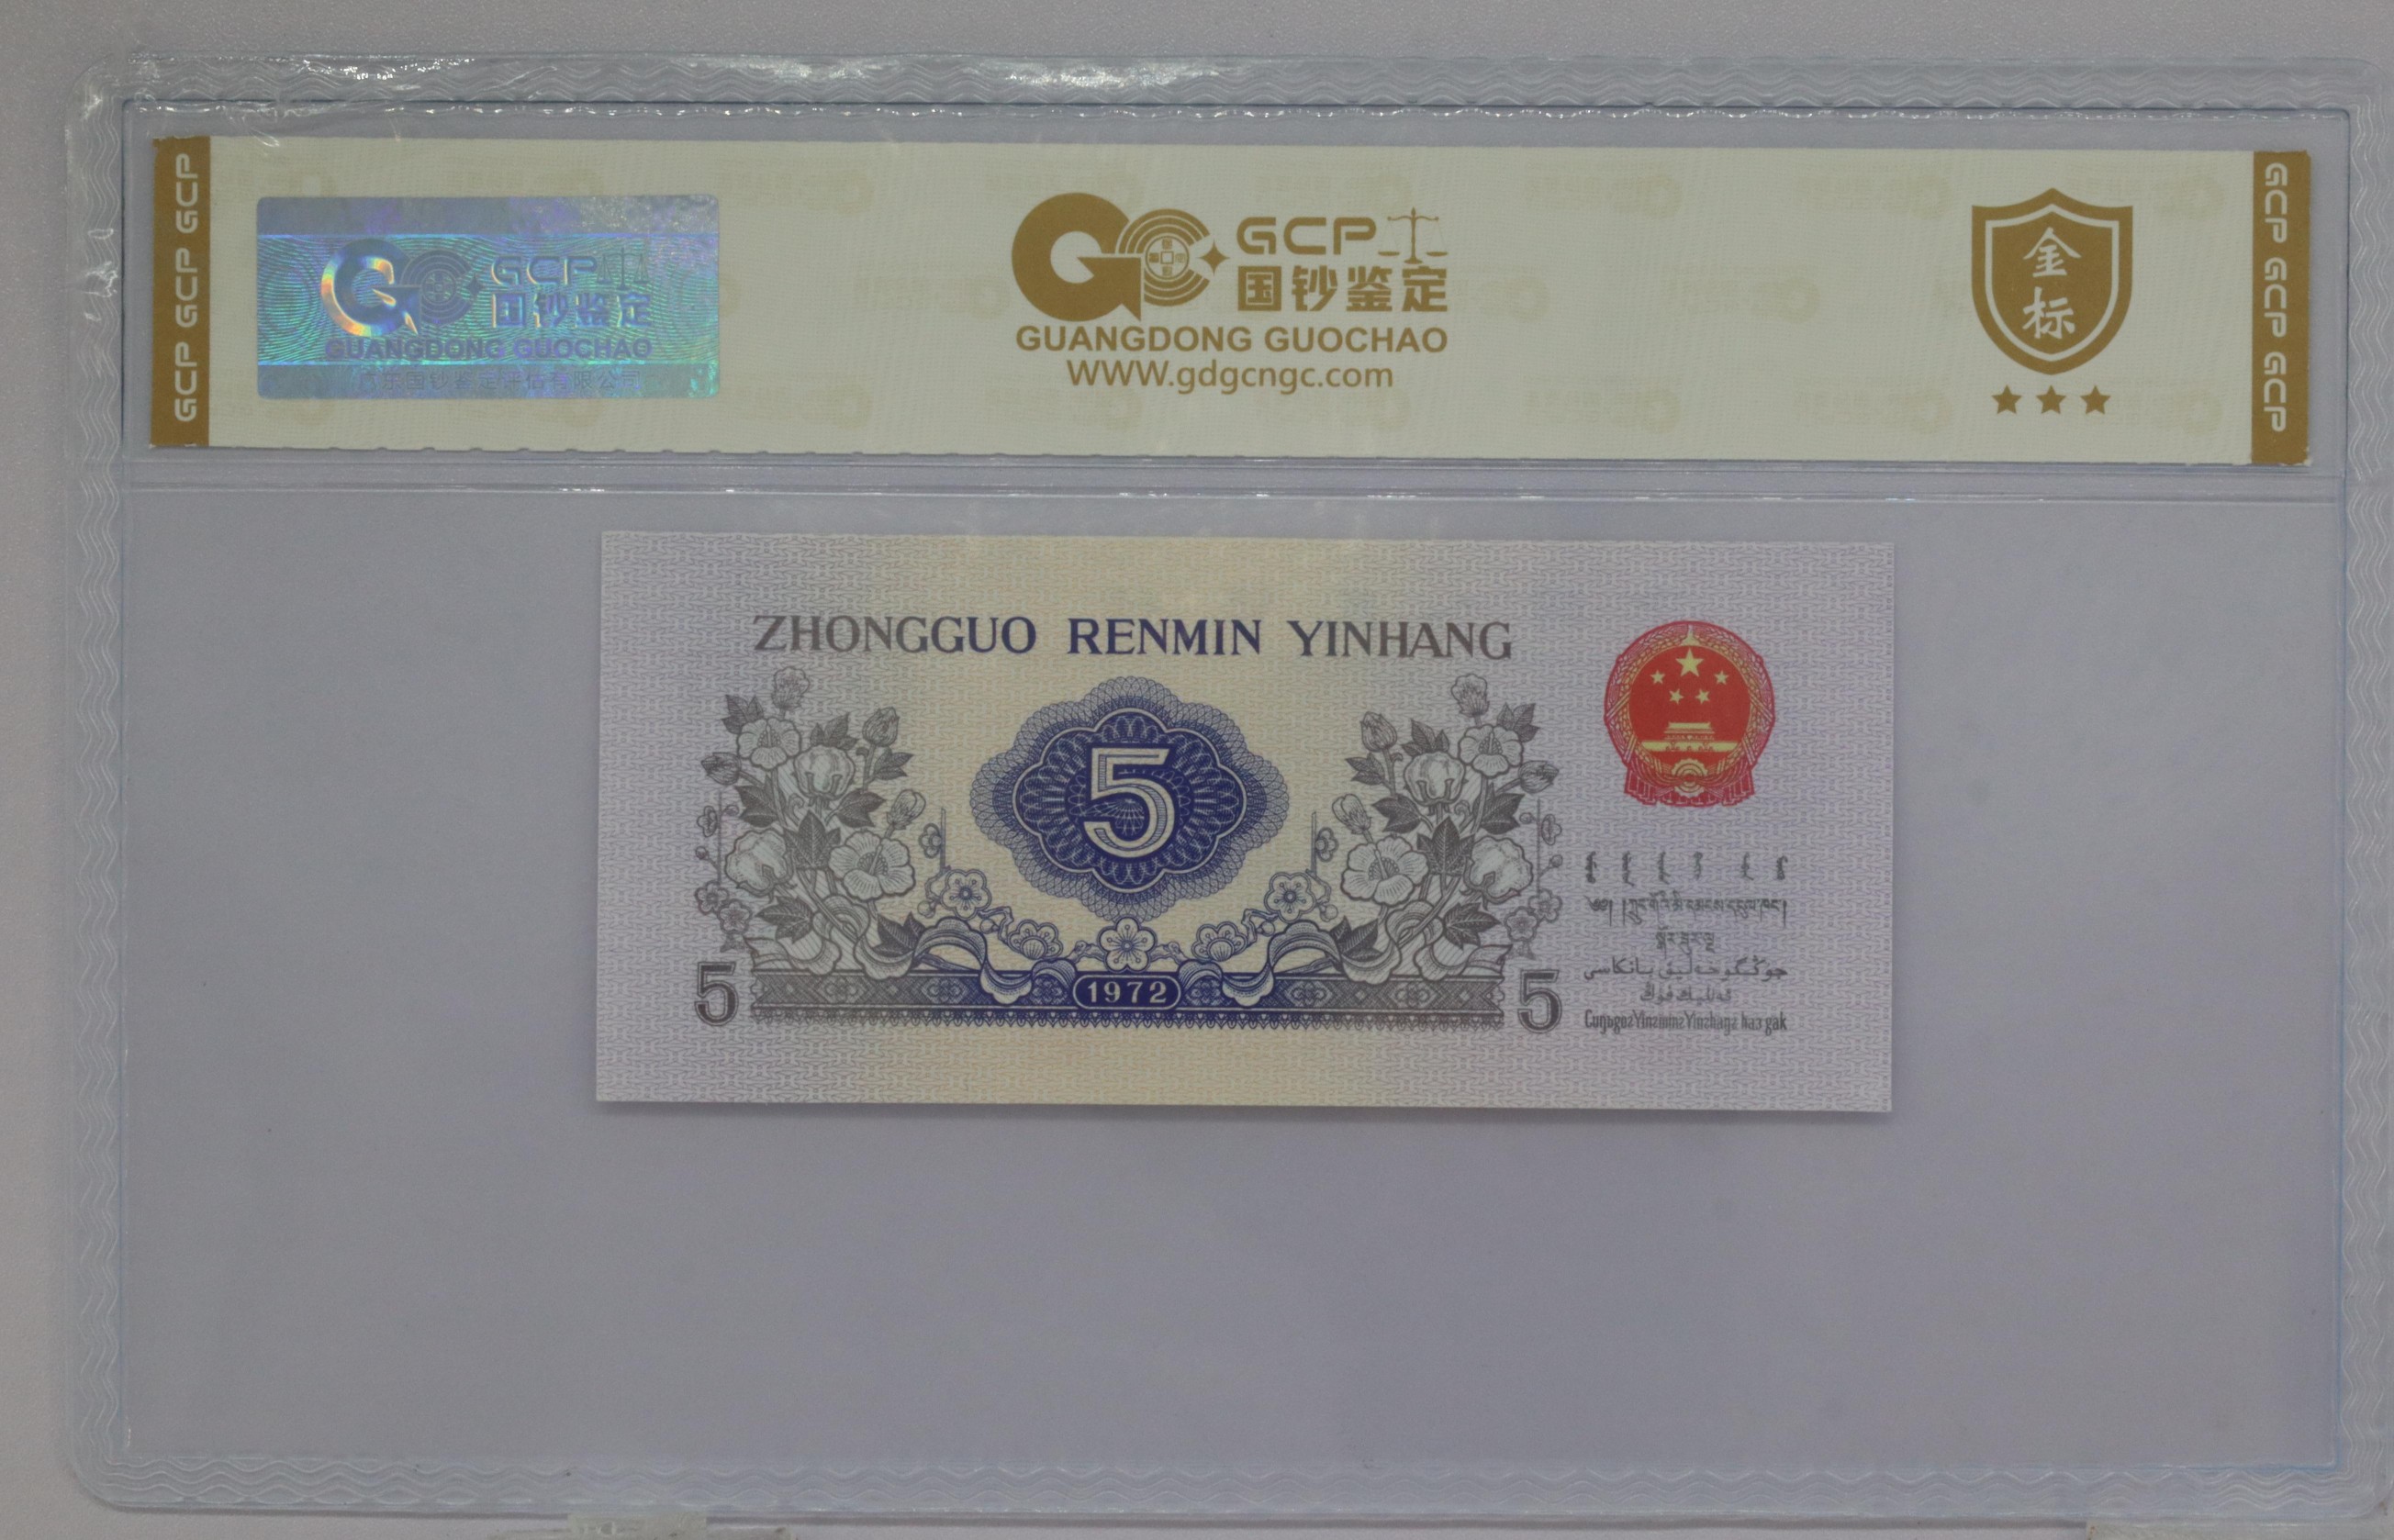 GCP GCP GCP
GCP
国钞鉴定
GUANGDONG GUOCHAO
广东国钞鉴定评估有限公司
GCP
国钞鉴定
GUANGDONG GUOCHAO
WWW.gdgcngc.com
金标
GCP GCP GCP
ZHONGGUO RENMIN YINHANG
5
5
1972
5